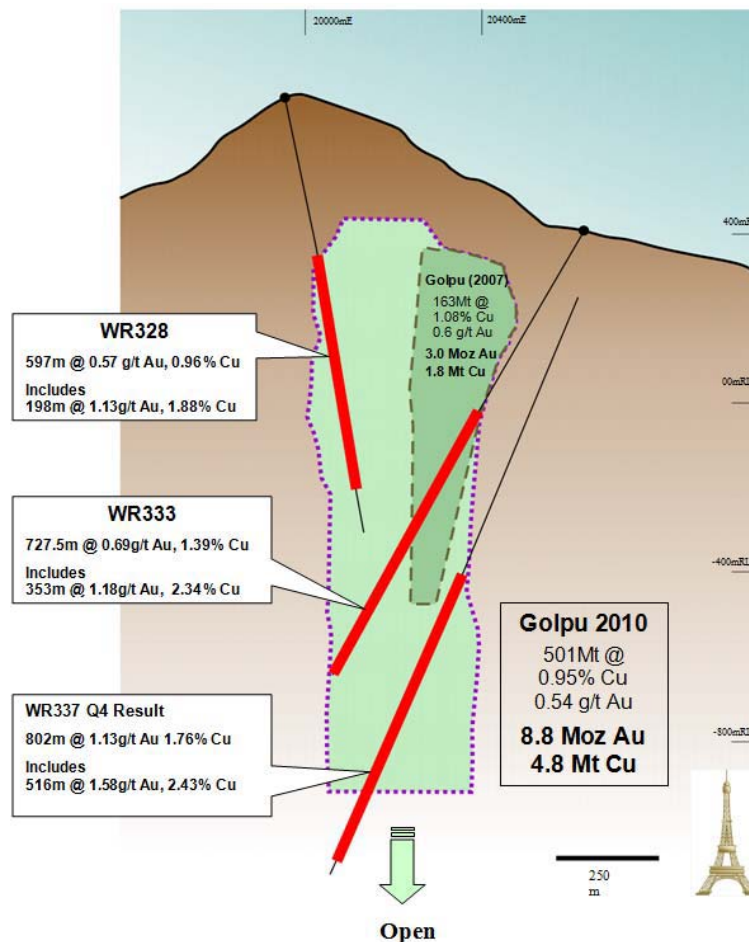 20000mE
20400mE
400mR
Golpu (2007)
163Mt @
1.08% Cu
0.6 g/t Au
3.0 Moz Au
1.8 Mt Cu
WR328
597m @ 0.57 g/t Au, 0.96% Cu
Includes
198m @ 1.13g/t Au, 1.88% Cu
00mRL
WR333
727.5m @ 0.69g/t Au, 1.39% Cu
Includes
353m @ 1.18g/t Au, 2.34% Cu
-400mRL
Golpu 2010
501Mt @
0.95% Cu
0.54 g/t Au
8.8 Moz Au
4.8 Mt Cu
WR337 Q4 Result
802m @ 1.13g/t Au 1.76% Cu
Includes
516m @ 1.58g/t Au, 2.43% Cu
-800mRL
250
m
Open